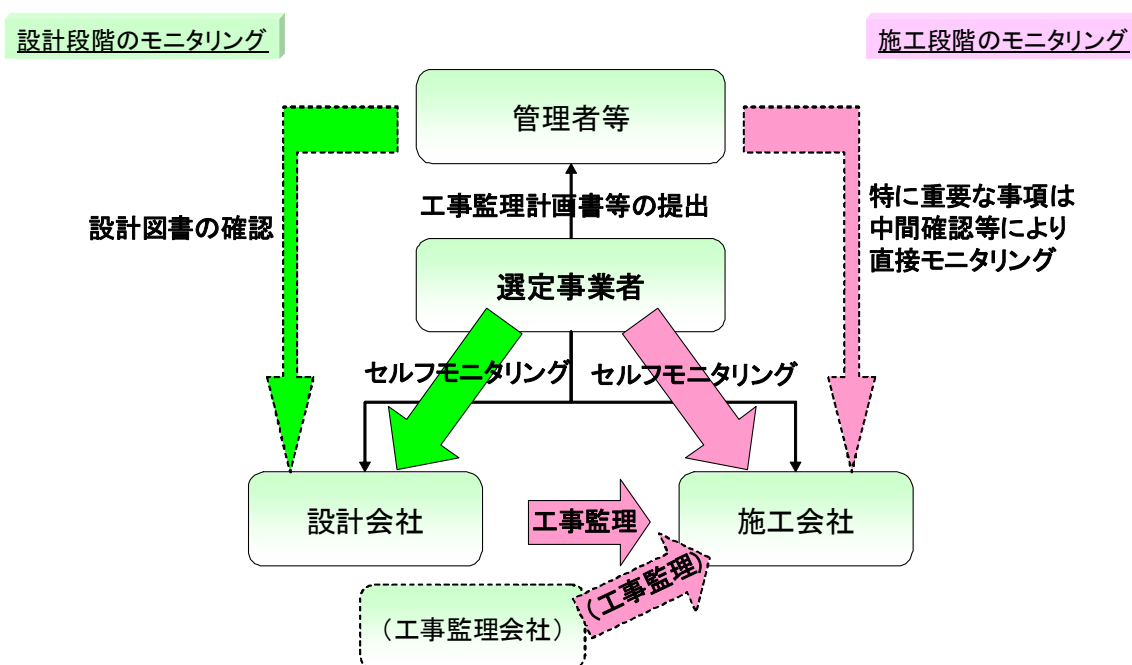 設計段階のモニタリング
施工段階のモニタリング
管理者等
工事監理計画書等の提出
設計図書の確認
特に重要な事項は
中間確認等により
直接モニタリング
選定事業者
セルフモニタリング
セルフモニタリング
設計会社
工事監理
施工会社
（工事監理）
（工事監理会社）